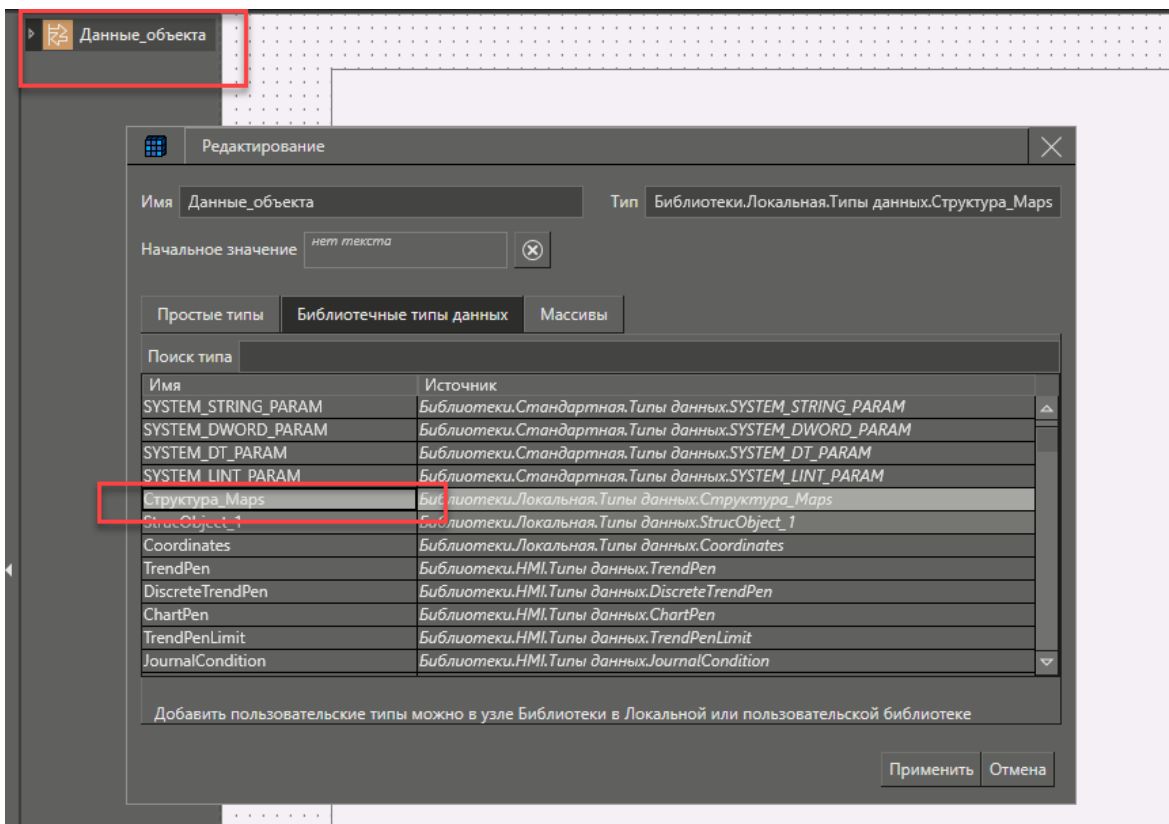 Данные_объекта
Редактирование
Имя Данные_объекта Тип Библиотеки.Локальная.Типы данных.Структура_Maps
Начальное значение нет текста
Простые типы Библиотечные типы данных Массивы
Поиск типа
Имя Источник
SYSTEM_STRING_PARAM Библиотеки.Стандартная.Типы данных.SYSTEM_STRING_PARAM
SYSTEM_DWORD_PARAM Библиотеки.Стандартная.Типы данных.SYSTEM_DWORD_PARAM
SYSTEM_DT_PARAM Библиотеки.Стандартная.Типы данных.SYSTEM_DT_PARAM
SYSTEM_LINT_PARAM Библиотеки.Стандартная.Типы данных.SYSTEM_LINT_PARAM
Структура_Maps Библиотеки.Локальная.Типы данных.Структура_Maps
StrucObject_1 Библиотеки.Локальная.Типы данных.StrucObject_1
Coordinates Библиотеки.Локальная.Типы данных.Coordinates
TrendPen Библиотеки.HMI.Типы данных.TrendPen
DiscreteTrendPen Библиотеки.HMI.Типы данных.DiscreteTrendPen
ChartPen Библиотеки.HMI.Типы данных.ChartPen
TrendPenLimit Библиотеки.HMI.Типы данных.TrendPenLimit
JournalCondition Библиотеки.HMI.Типы данных.JournalCondition
Добавить пользовательские типы можно в узле Библиотеки в Локальной или пользовательской библиотеке
Применить Отмена